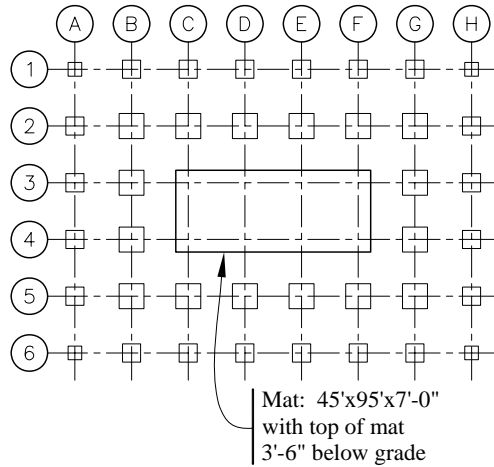 A B C D E F G H
1
2
3
4
5
6
Mat: 45'x95'x7'-0"
with top of mat
3'-6" below grade